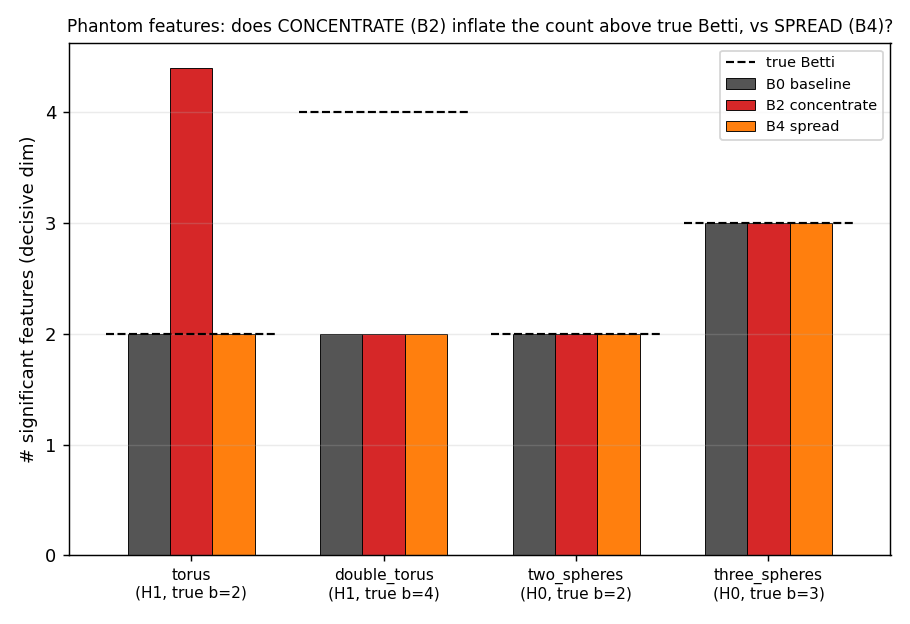 Phantom features: does CONCENTRATE (B2) inflate the count above true Betti, vs SPREAD (B4)?
# significant features (decisive dim)
4
3
2
1
0
true Betti
B0 baseline
B2 concentrate
B4 spread
torus
(H1, true b=2)
double_torus
(H1, true b=4)
two_spheres
(H0, true b=2)
three_spheres
(H0, true b=3)